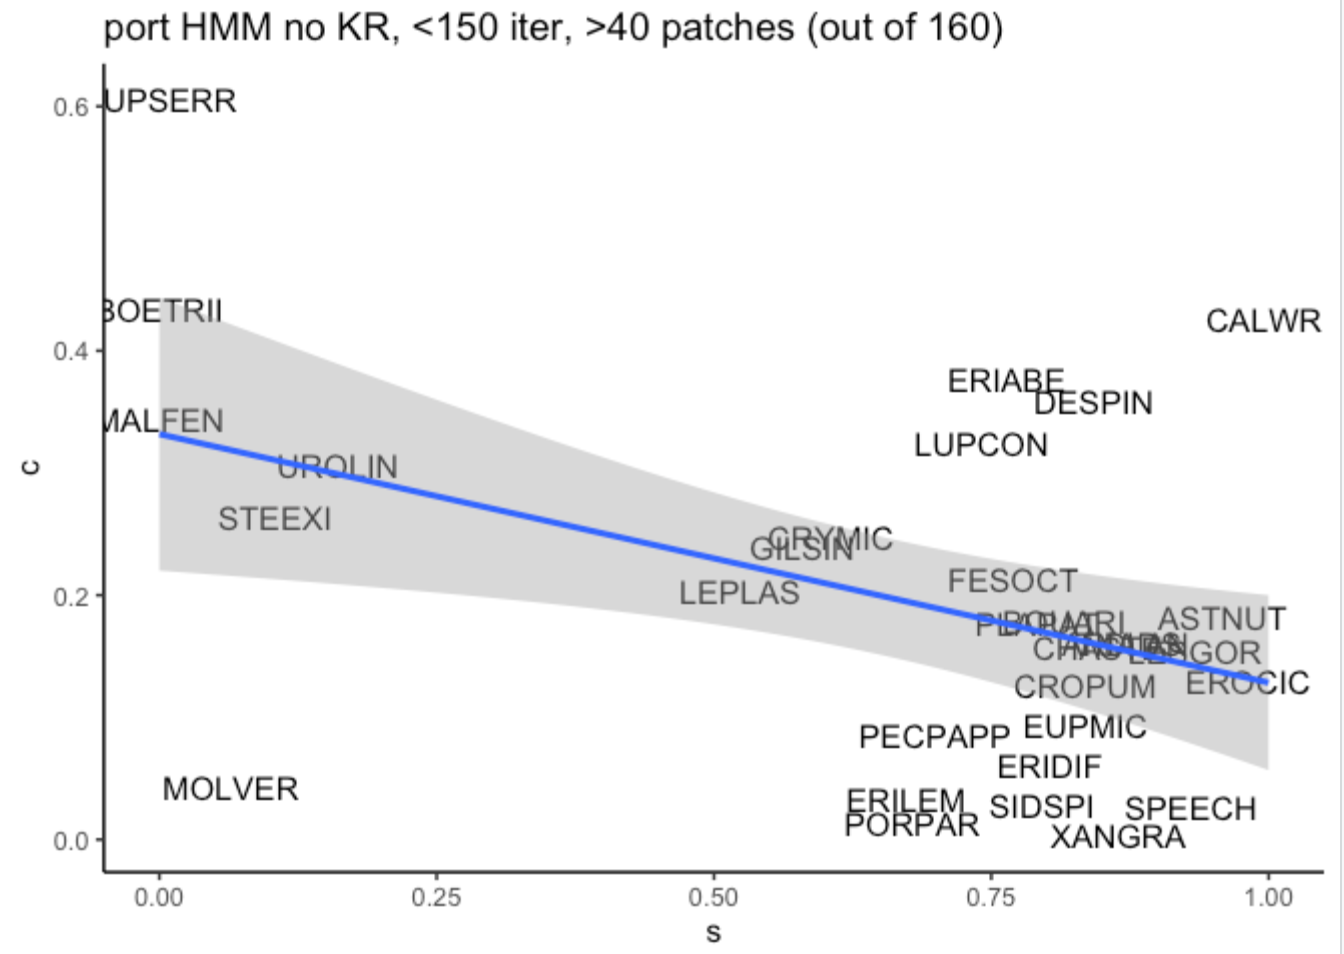 port HMM no KR, <150 iter, >40 patches (out of 160)
0.6
UPSERR
BOETRII
CALWR
0.4
ERIABE
DESPIN
MALFEN
LUPCON
UROLIN
STEEXI
CRYMIC
GILSIN
c
FESOCT
0.2
LEPLAS
ASTNUT
CROPUM
EROCIC
EUPMIC
PECPAPP
ERIDIF
MOLVER
ERILEM
SIDSPI
SPEECH
PORPAR
XANGRA
0.0
0.00
0.25
0.50
0.75
1.00
s